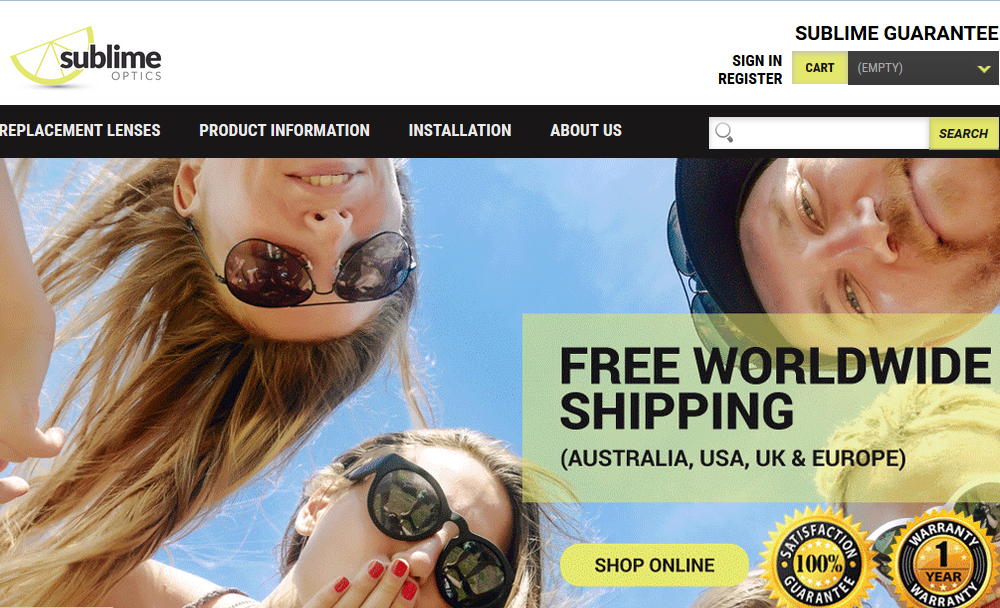 sublime
OPTICS
SUBLIME GUARANTEE
SIGN IN
REGISTER
CART
(EMPTY)
REPLACEMENT LENSES
PRODUCT INFORMATION
INSTALLATION
ABOUT US
SEARCH
FREE WORLDWIDE
SHIPPING
(AUSTRALIA, USA, UK & EUROPE)
SHOP ONLINE
SATISFACTION
100%
GUARANTEE
WARRANTY
1
YEAR
WARRANTY